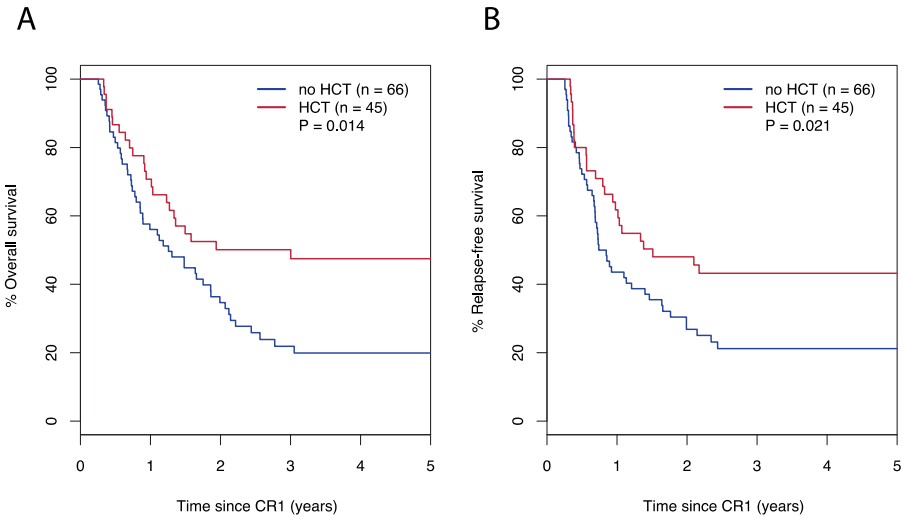 A
% Overall survival
100
80
60
40
20
0
no HCT (n = 66)
HCT (n = 45)
P = 0.014
0 1 2 3 4 5
Time since CR1 (years)
B
% Relapse-free survival
100
80
60
40
20
0
no HCT (n = 66)
HCT (n = 45)
P = 0.021
0 1 2 3 4 5
Time since CR1 (years)